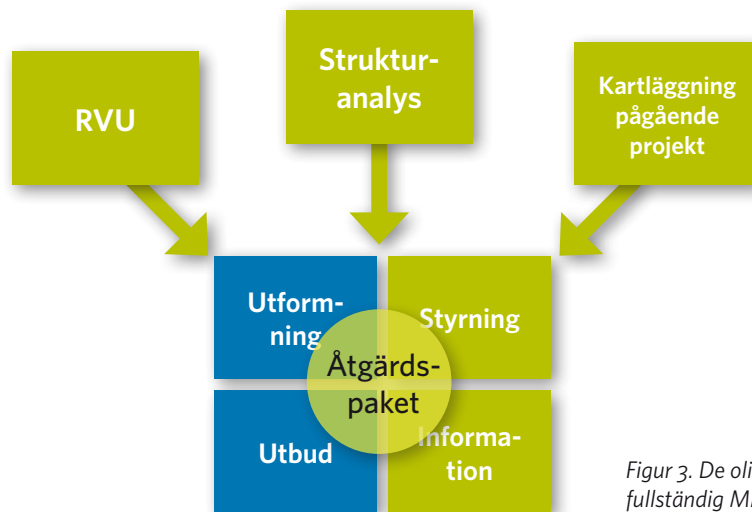 RVU
Struktur-
analys
Kartläggning
pågående
projekt
Utform-
ning
Styrning
Åtgärds-
paket
Utbud
Informa-
tion
Figur 3. De oli
fullständig